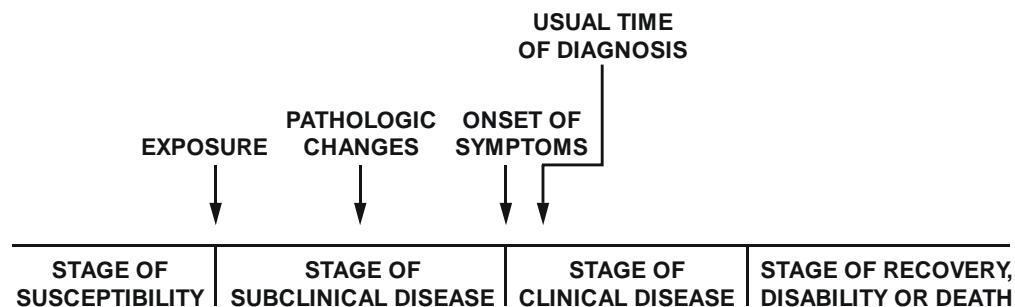 USUAL TIME
OF DIAGNOSIS
PATHOLOGIC
CHANGES
ONSET OF
SYMPTOMS
EXPOSURE
STAGE OF
SUSCEPTIBILITY
STAGE OF
SUBCLINICAL DISEASE
STAGE OF
CLINICAL DISEASE
STAGE OF RECOVERY,
DISABILITY OR DEATH